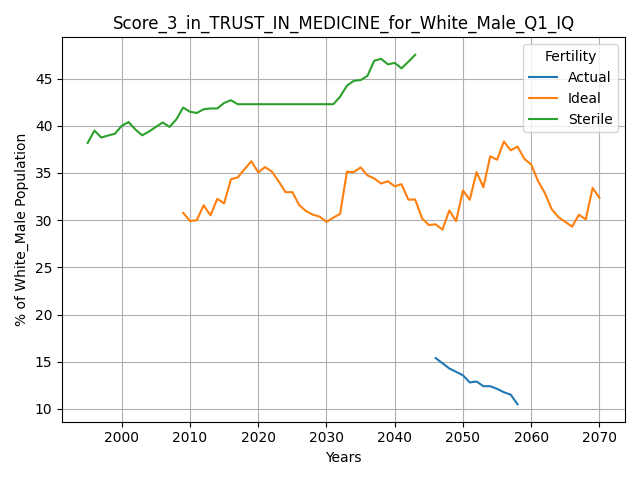 Score_3_in_TRUST_IN_MEDICINE_for_White_Male_Q1_IQ
Fertility
Actual
Ideal
Sterile
% of White_Male Population
45
40
35
30
25
20
15
10
2000 2010 2020 2030 2040 2050 2060 2070
Years